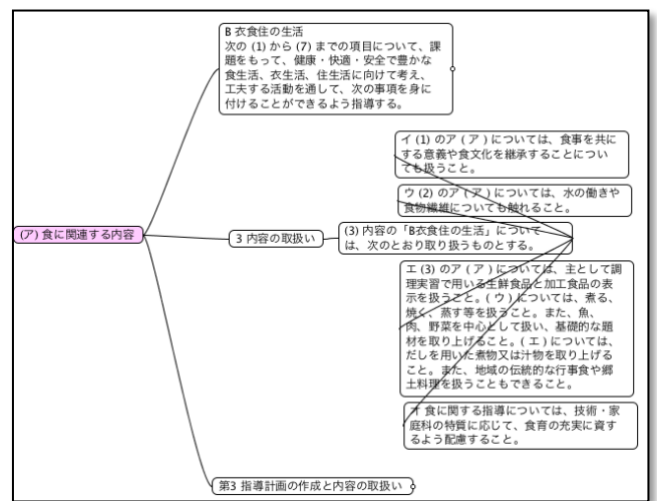 B 衣食住の生活
次の (1) から (7) までの項目について、課
題をもって、健康・快適・安全で豊かな
食生活、衣生活、住生活に向けて考え、
工夫する活動を通して、次の事項を身に
付けることができるよう指導する。
イ (1) のア ( ア ) については、食事を共に
する意義や食文化を継承することについ
ても扱うこと。
ウ (2) のア ( ア ) については、水の働きや
食物繊維についても触れること。
(ア) 食に関連する内容
3 内容の取扱い
(3) 内容の「B衣食住の生活」について
は、次のとおり取り扱うものとする。
エ (3) のア ( ア ) については、主として調
理実習で用いる生鮮食品と加工食品の表
示を扱うこと。( ウ ) については、煮る、
焼く、蒸す等を扱うこと。また、魚、
肉、野菜を中心として扱い、基礎的な題
材を取り上げること。( エ ) については、
だしを用いた煮物又は汁物を取り上げる
こと。また、地域の伝統的な行事食や郷
土料理を扱うこともできること。
オ 食に関する指導については、技術・家
庭科の特質に応じて、食育の充実に資す
るよう配慮すること。
第3 指導計画の作成と内容の取扱い